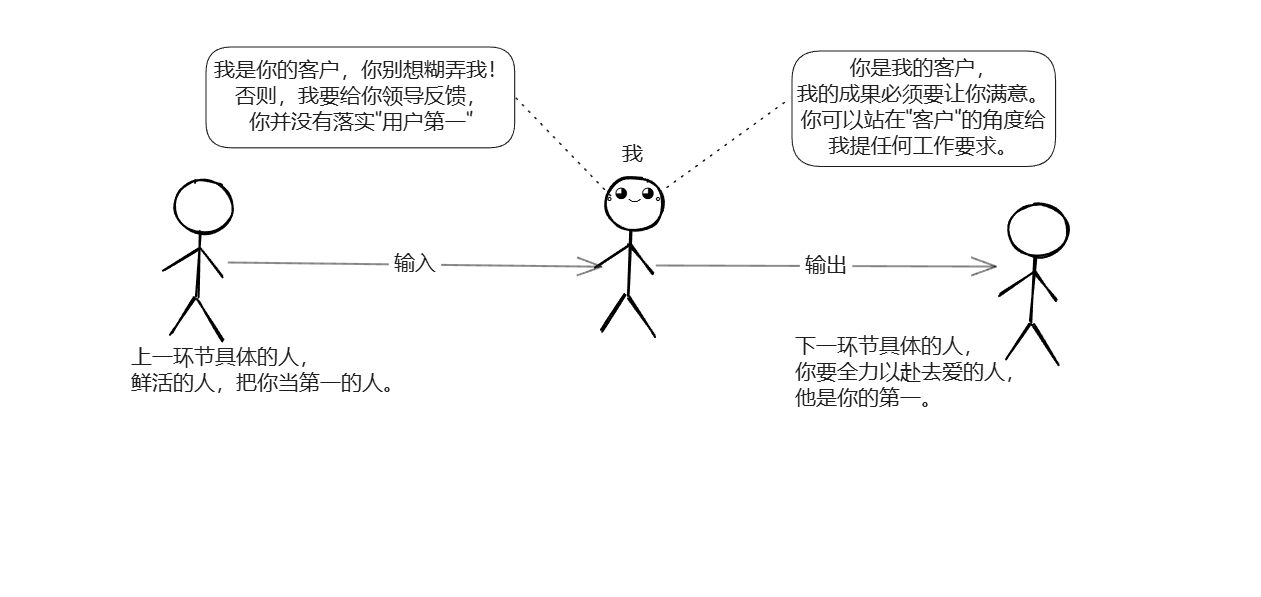 我是你的客户，你别想糊弄我！
否则，我要给你领导反馈，
你并没有落实"用户第一"
你是我的客户，
我的成果必须要让你满意。
你可以站在"客户"的角度给
我提任何工作要求。
我
输入
输出
上一环节具体的人，
鲜活的人，把你当第一的人。
下一环节具体的人，
你要全力以赴去爱的人，
他是你的第一。